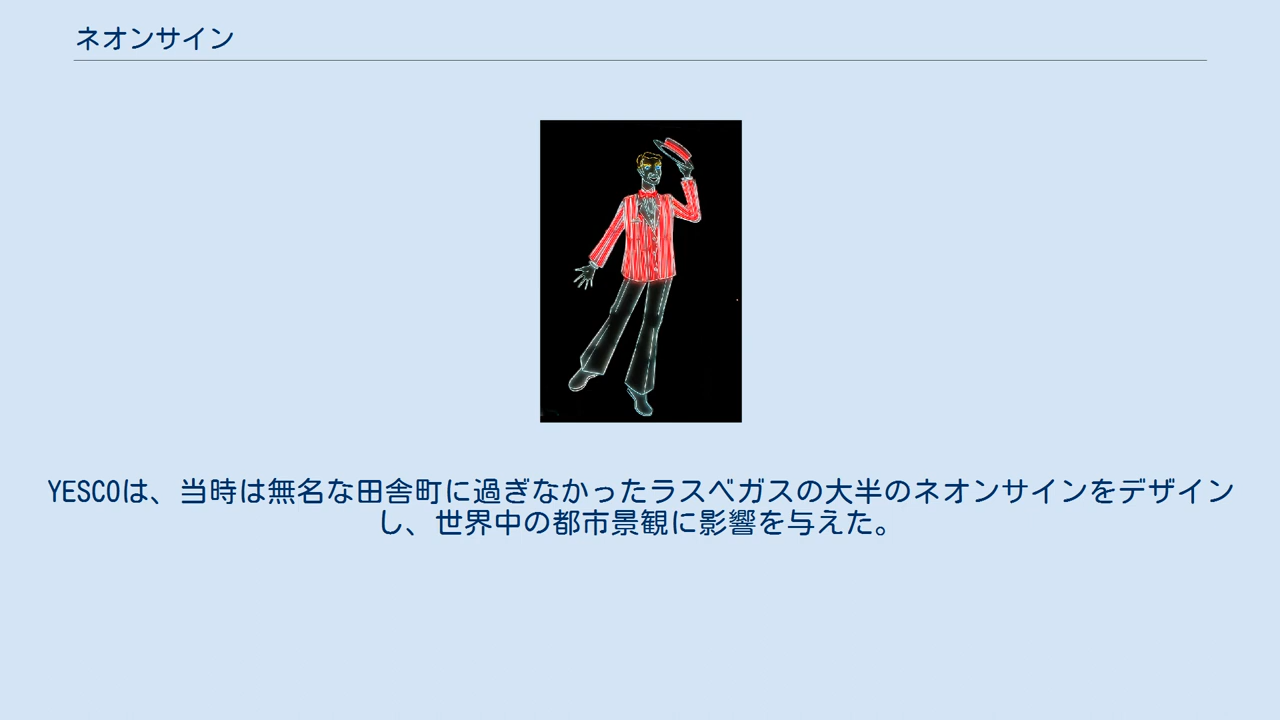 ネオンサイン
YESCOは、当時は無名な田舎町に過ぎなかったラスベガスの大半のネオンサインをデザイン
し、世界中の都市景観に影響を与えた。